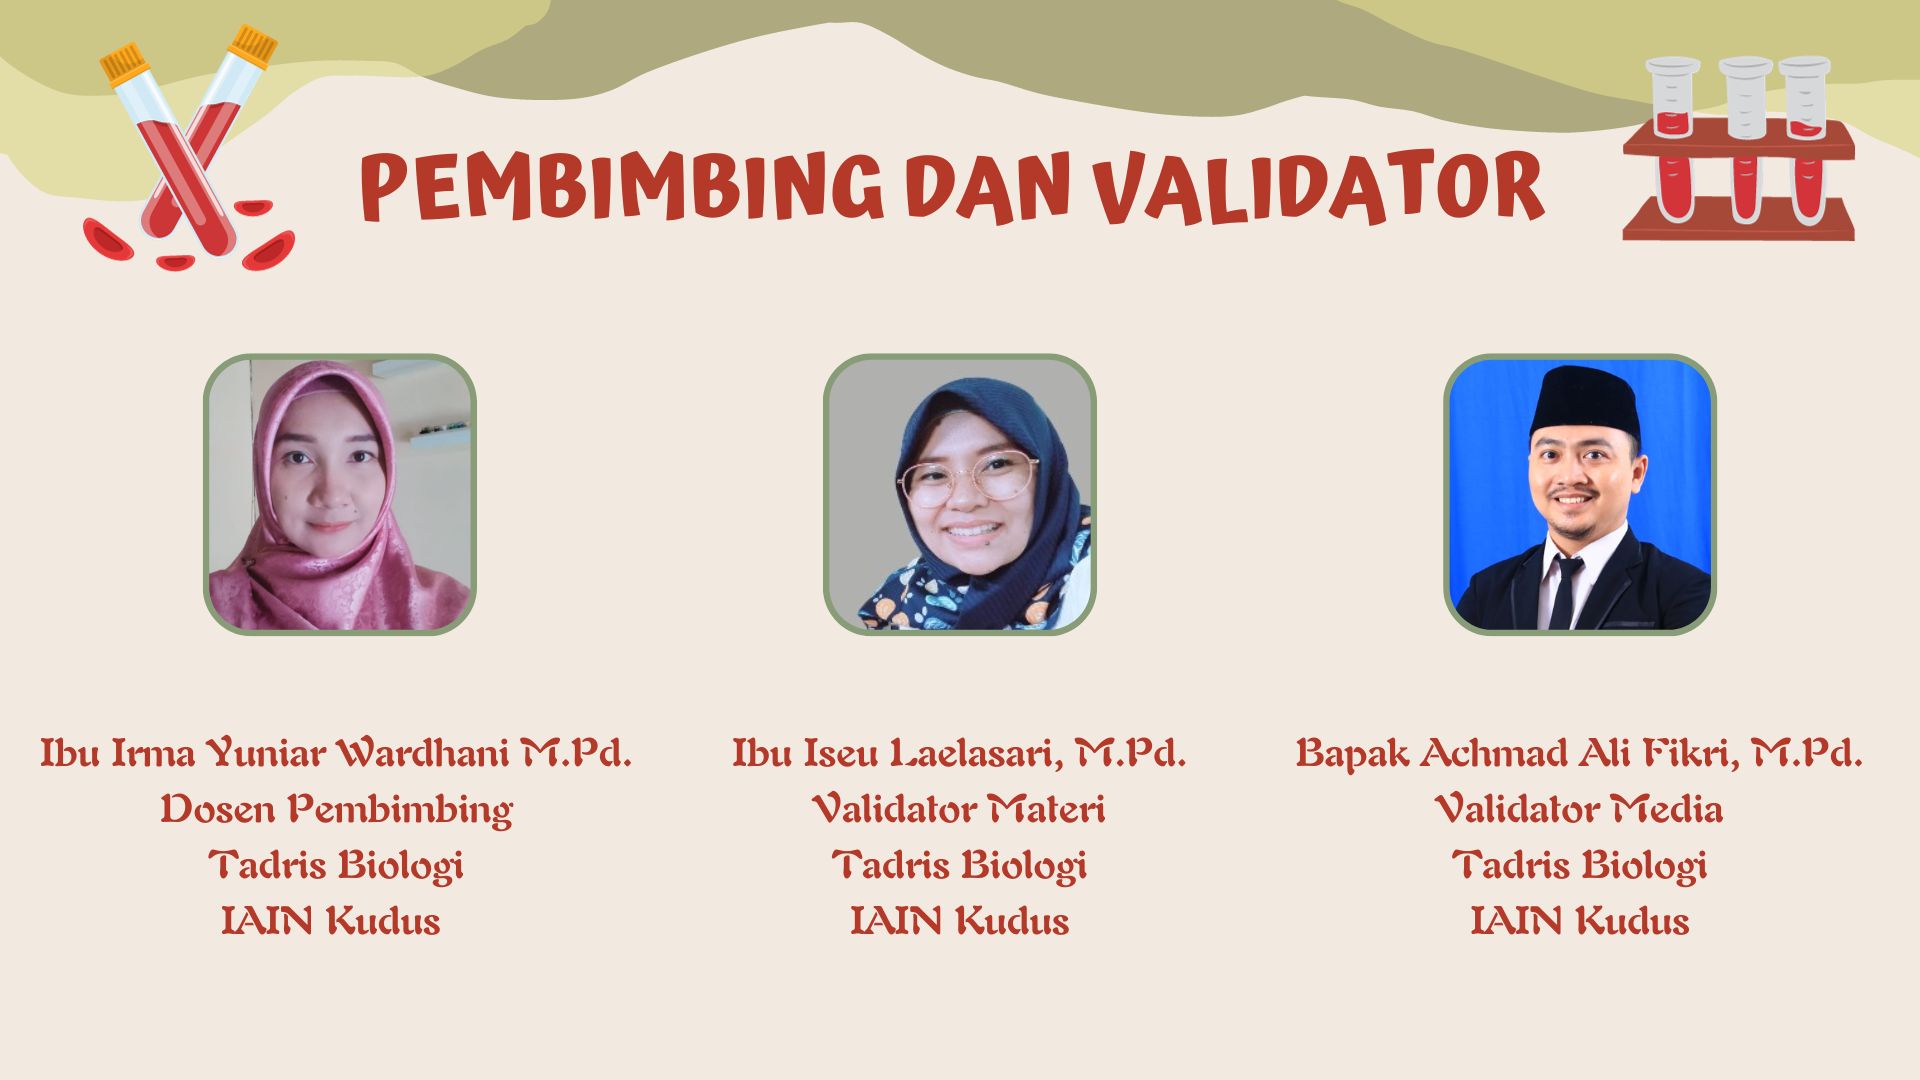 PEMBIMBING DAN VALIDATOR
Ibu Irma Yuniar Wardhani M.Pd.
Dosen Pembimbing
Tadris Biologi
IAIN Kudus
Ibu Iseu Laelasari, M.Pd.
Validator Materi
Tadris Biologi
IAIN Kudus
Bapak Achmad Ali Fikri, M.Pd.
Validator Media
Tadris Biologi
IAIN Kudus